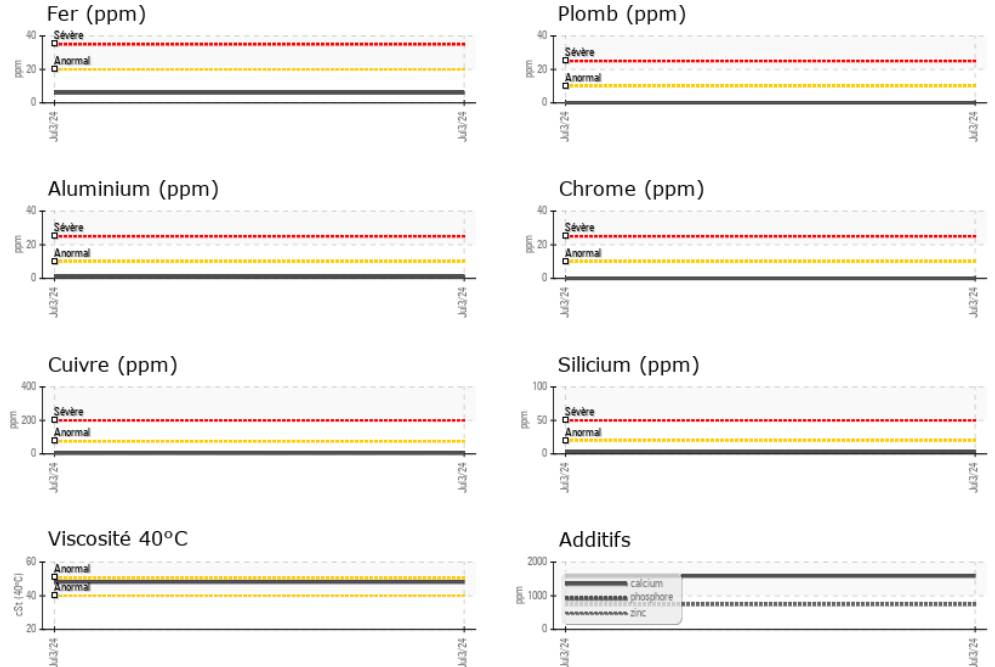 Fer (ppm)
40
Sévère
Anormal
20
0
ppm
Jul3/24
Jul3/24
Plomb (ppm)
40
Sévère
20
Anormal
0
ppm
Jul3/24
Jul3/24
Aluminium (ppm)
40
Sévère
20
Anormal
0
ppm
Jul3/24
Jul3/24
Chrome (ppm)
40
Sévère
20
Anormal
0
ppm
Jul3/24
Jul3/24
Cuivre (ppm)
400
Sévère
200
Anormal
0
ppm
Jul3/24
Jul3/24
Silicium (ppm)
100
Sévère
50
Anormal
0
ppm
Jul3/24
Jul3/24
Viscosité 40°C
60
Anormal
Anormal
40
20
cSt (40°C)
Jul3/24
Jul3/24
Additifs
2000
calcium
1000
phosphore
zinc
0
ppm
Jul3/24
Jul3/24